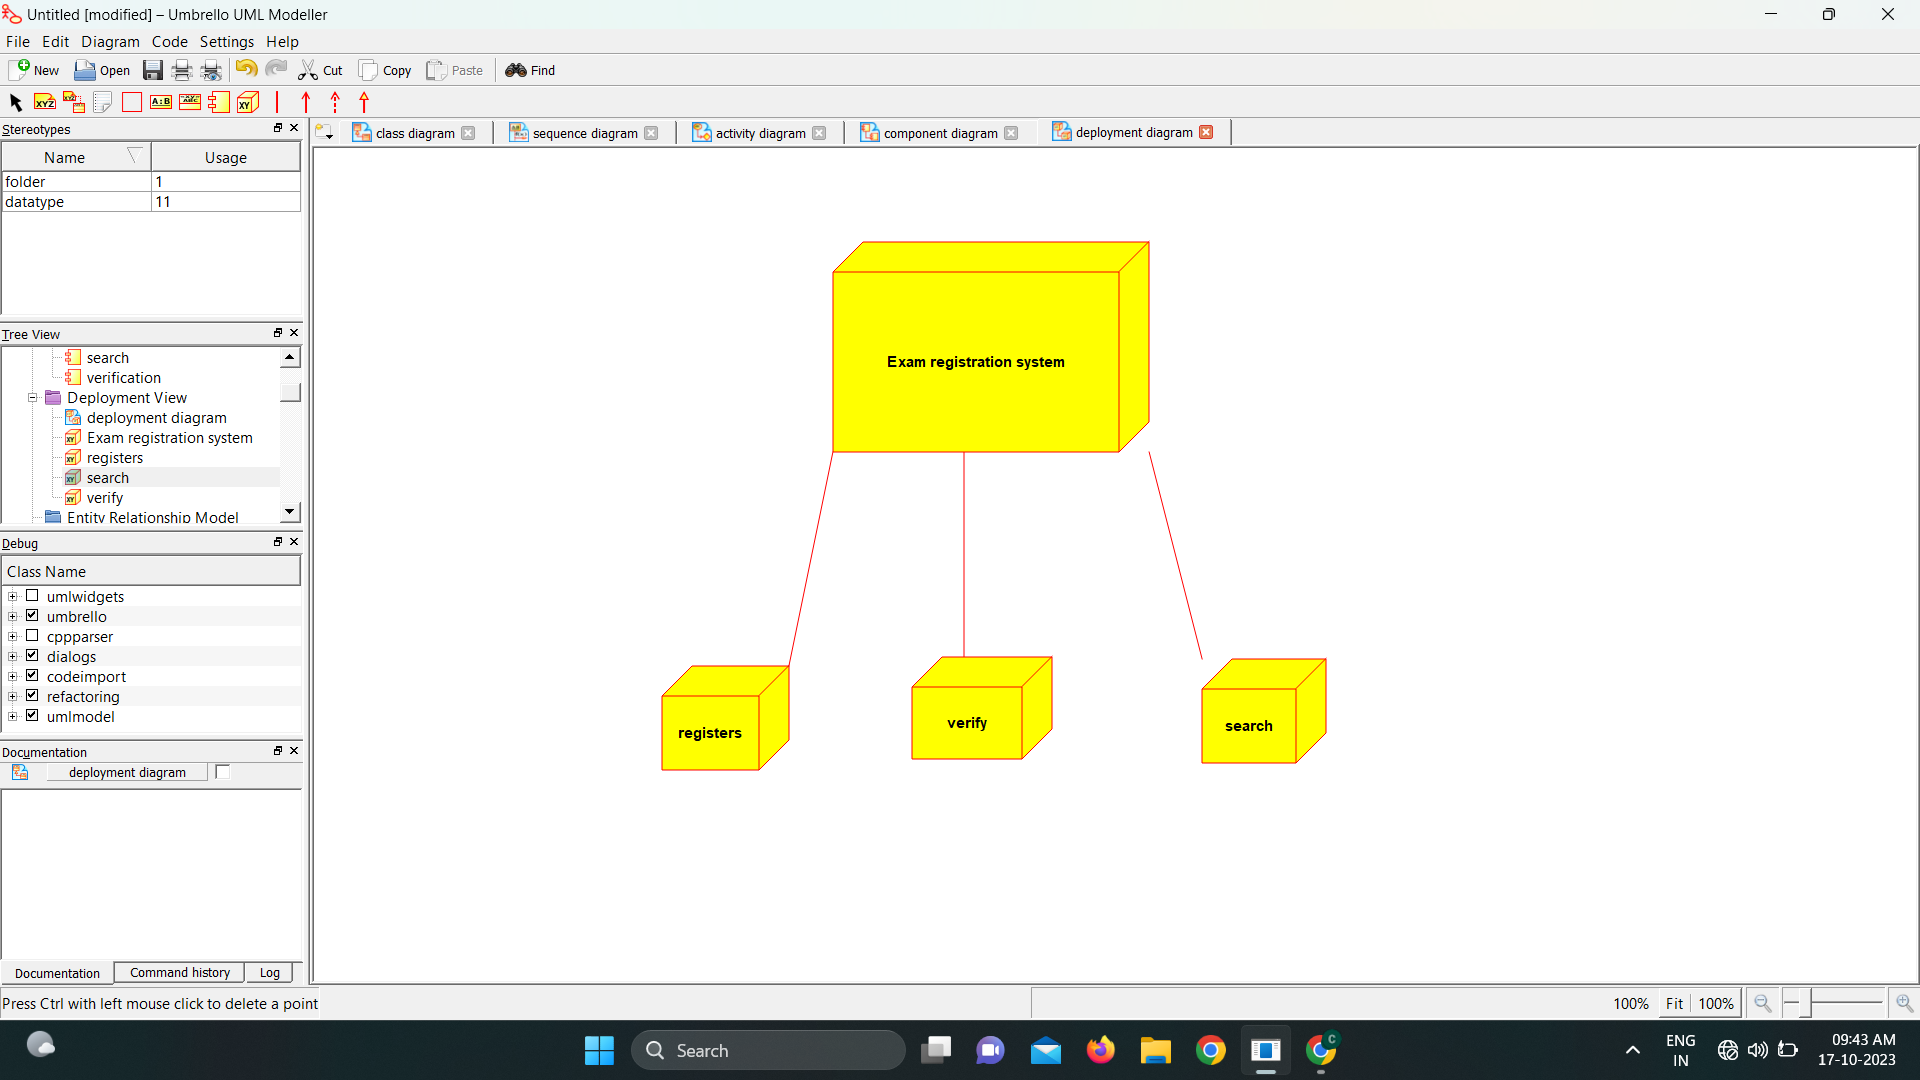 Untitled [modified] – Umbrello UML Modeller
File Edit Diagram Code Settings Help
New Open Cut Copy Paste Find
XYZ XYZ A:B ABC XY
Stereotypes
class diagram sequence diagram activity diagram component diagram deployment diagram
Name Usage
folder 1
datatype 11
Tree View
search
verification
Deployment View
deployment diagram
Exam registration system
registers
search
verify
Entity Relationship Model
Debug
Class Name
umlwidgets
umbrello
cppparser
dialogs
codeimport
refactoring
umlmodel
Documentation
deployment diagram
Documentation Command history Log
Exam registration system
registers
verify
search
Press Ctrl with left mouse click to delete a point
100% Fit 100%
Search
C
ENG
IN
09:43 AM
17-10-2023